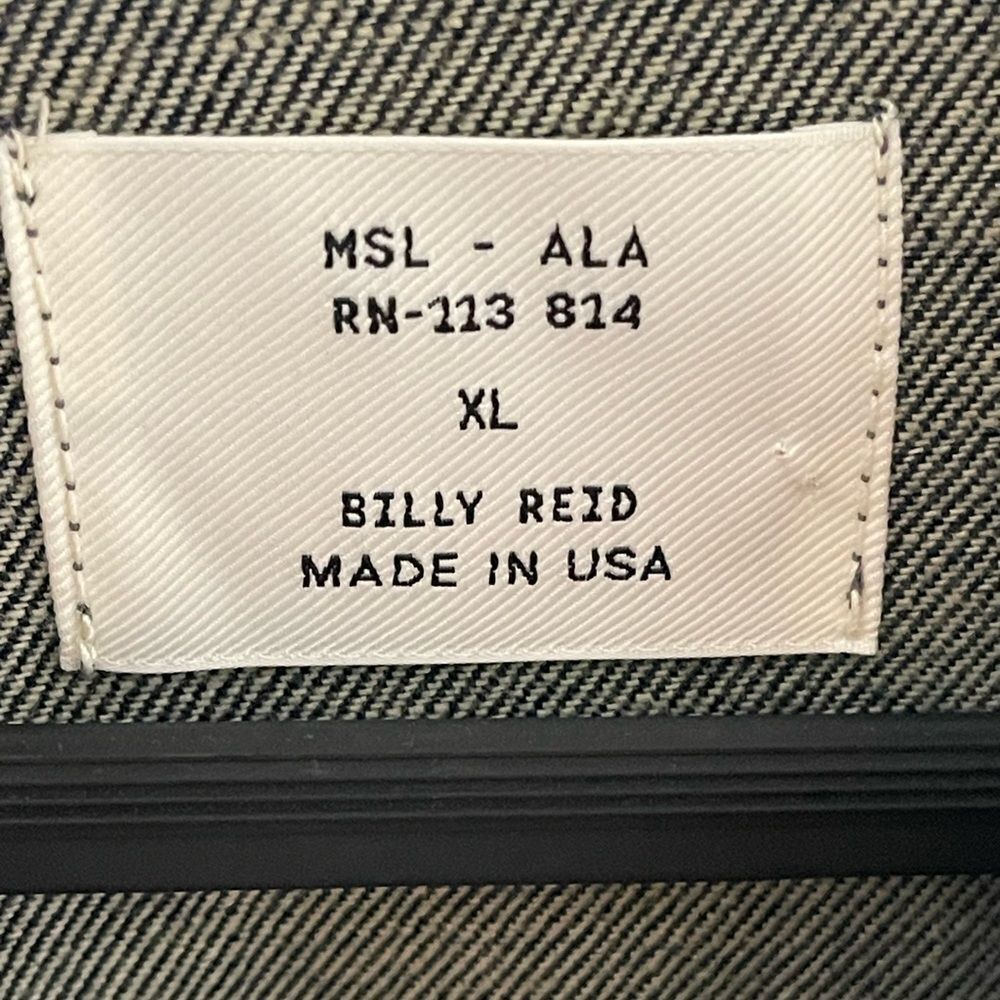 MSL - ALA
RN-113 814
XL
BILLY REID
MADE IN USA